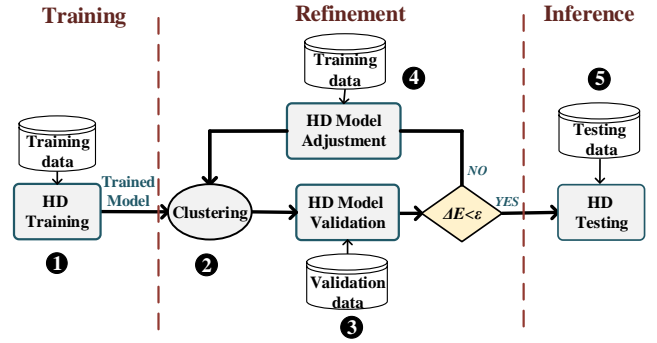 Training
Refinement
Inference
Training
data
4
5
Training
data
HD Model
Adjustment
Testing
data
NO
HD
Training
Trained
Model
Clustering
HD Model
Validation
ΔE<ε
YES
HD
Testing
1
2
Validation
data
3